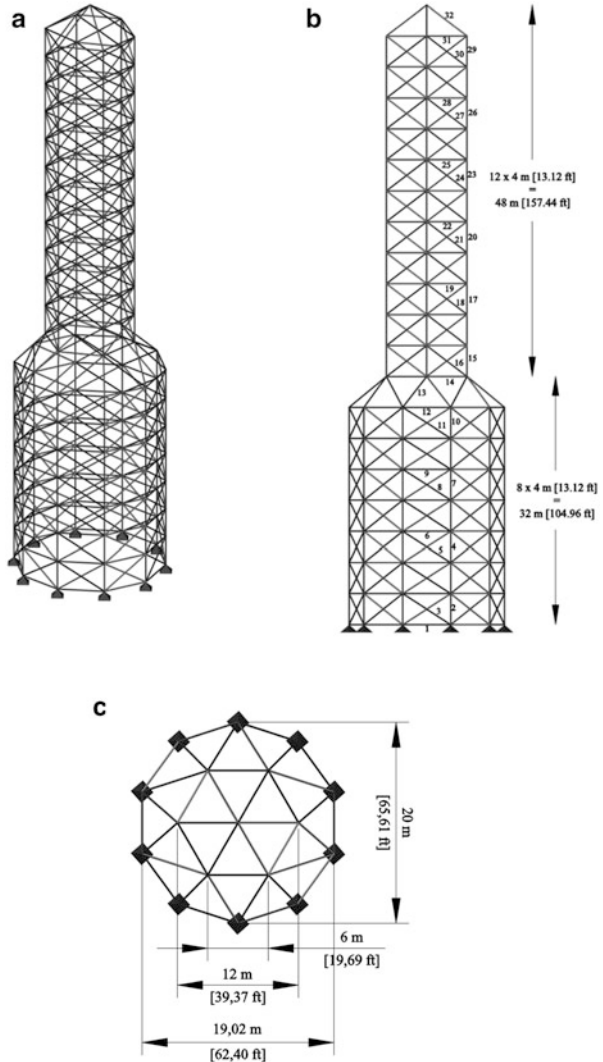 a
b
32
31
29
30
28
27
26
25
24
23
22
21
20
19
18
17
16
15
14
13
12
11
10
9
8
7
6
5
4
3
2
1
12 x 4 m [13.12 ft]
=
48 m [157.44 ft]
8 x 4 m [13.12 ft]
=
32 m [104.96 ft]
c
20 m
[65,61 ft]
6 m
[19,69 ft]
12 m
[39,37 ft]
19,02 m
[62,40 ft]